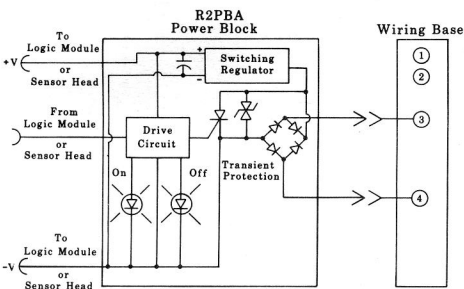 R2PBA
Power Block
Wiring Base
To
Logic Module
or
Sensor Head
+V
+
-
Switching
Regulator
1
2
From
Logic Module
or
Sensor Head
Drive
Circuit
3
On
Off
Transient
Protection
4
To
Logic Module
or
Sensor Head
-V